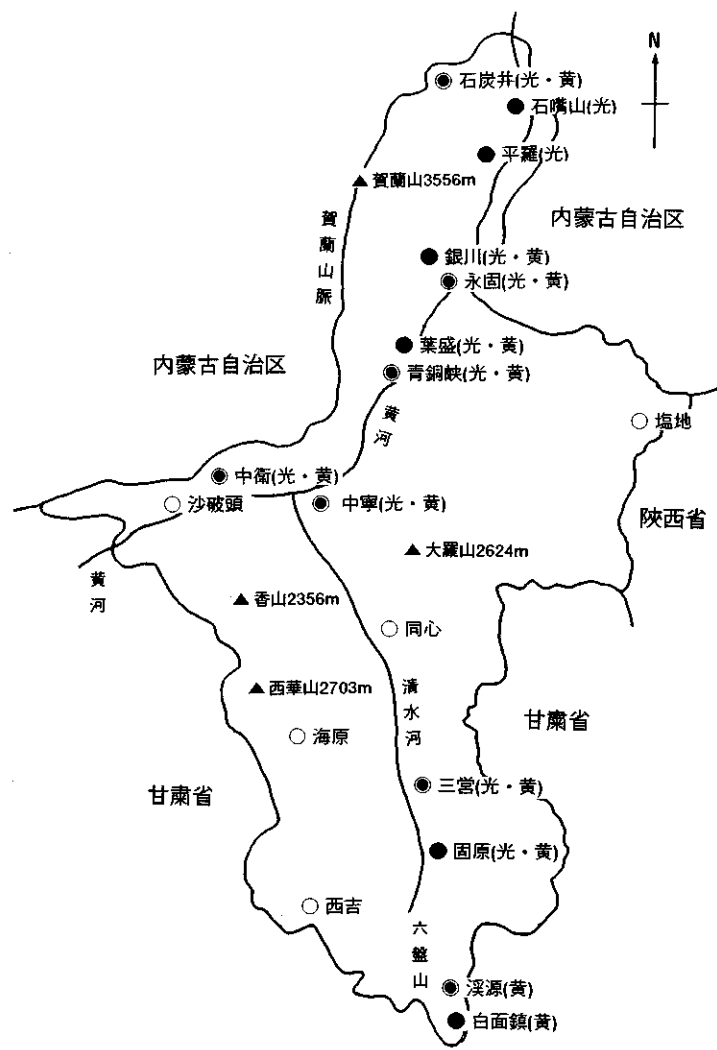 N
石炭井(光・黄)
石嘴山(光)
平羅(光)
賀蘭山3556m
内蒙古自治区
賀蘭山脈
銀川(光・黄)
永固(光・黄)
葉盛(光・黄)
内蒙古自治区
青銅峡(光・黄)
黄河
塩地
中衛(光・黄)
沙破頭
中寧(光・黄)
陝西省
大羅山2624m
黄河
香山2356m
同心
西華山2703m
清水河
甘粛省
海原
三営(光・黄)
甘粛省
固原(光・黄)
西吉
六盤山
渓源(黄)
白面鎮(黄)